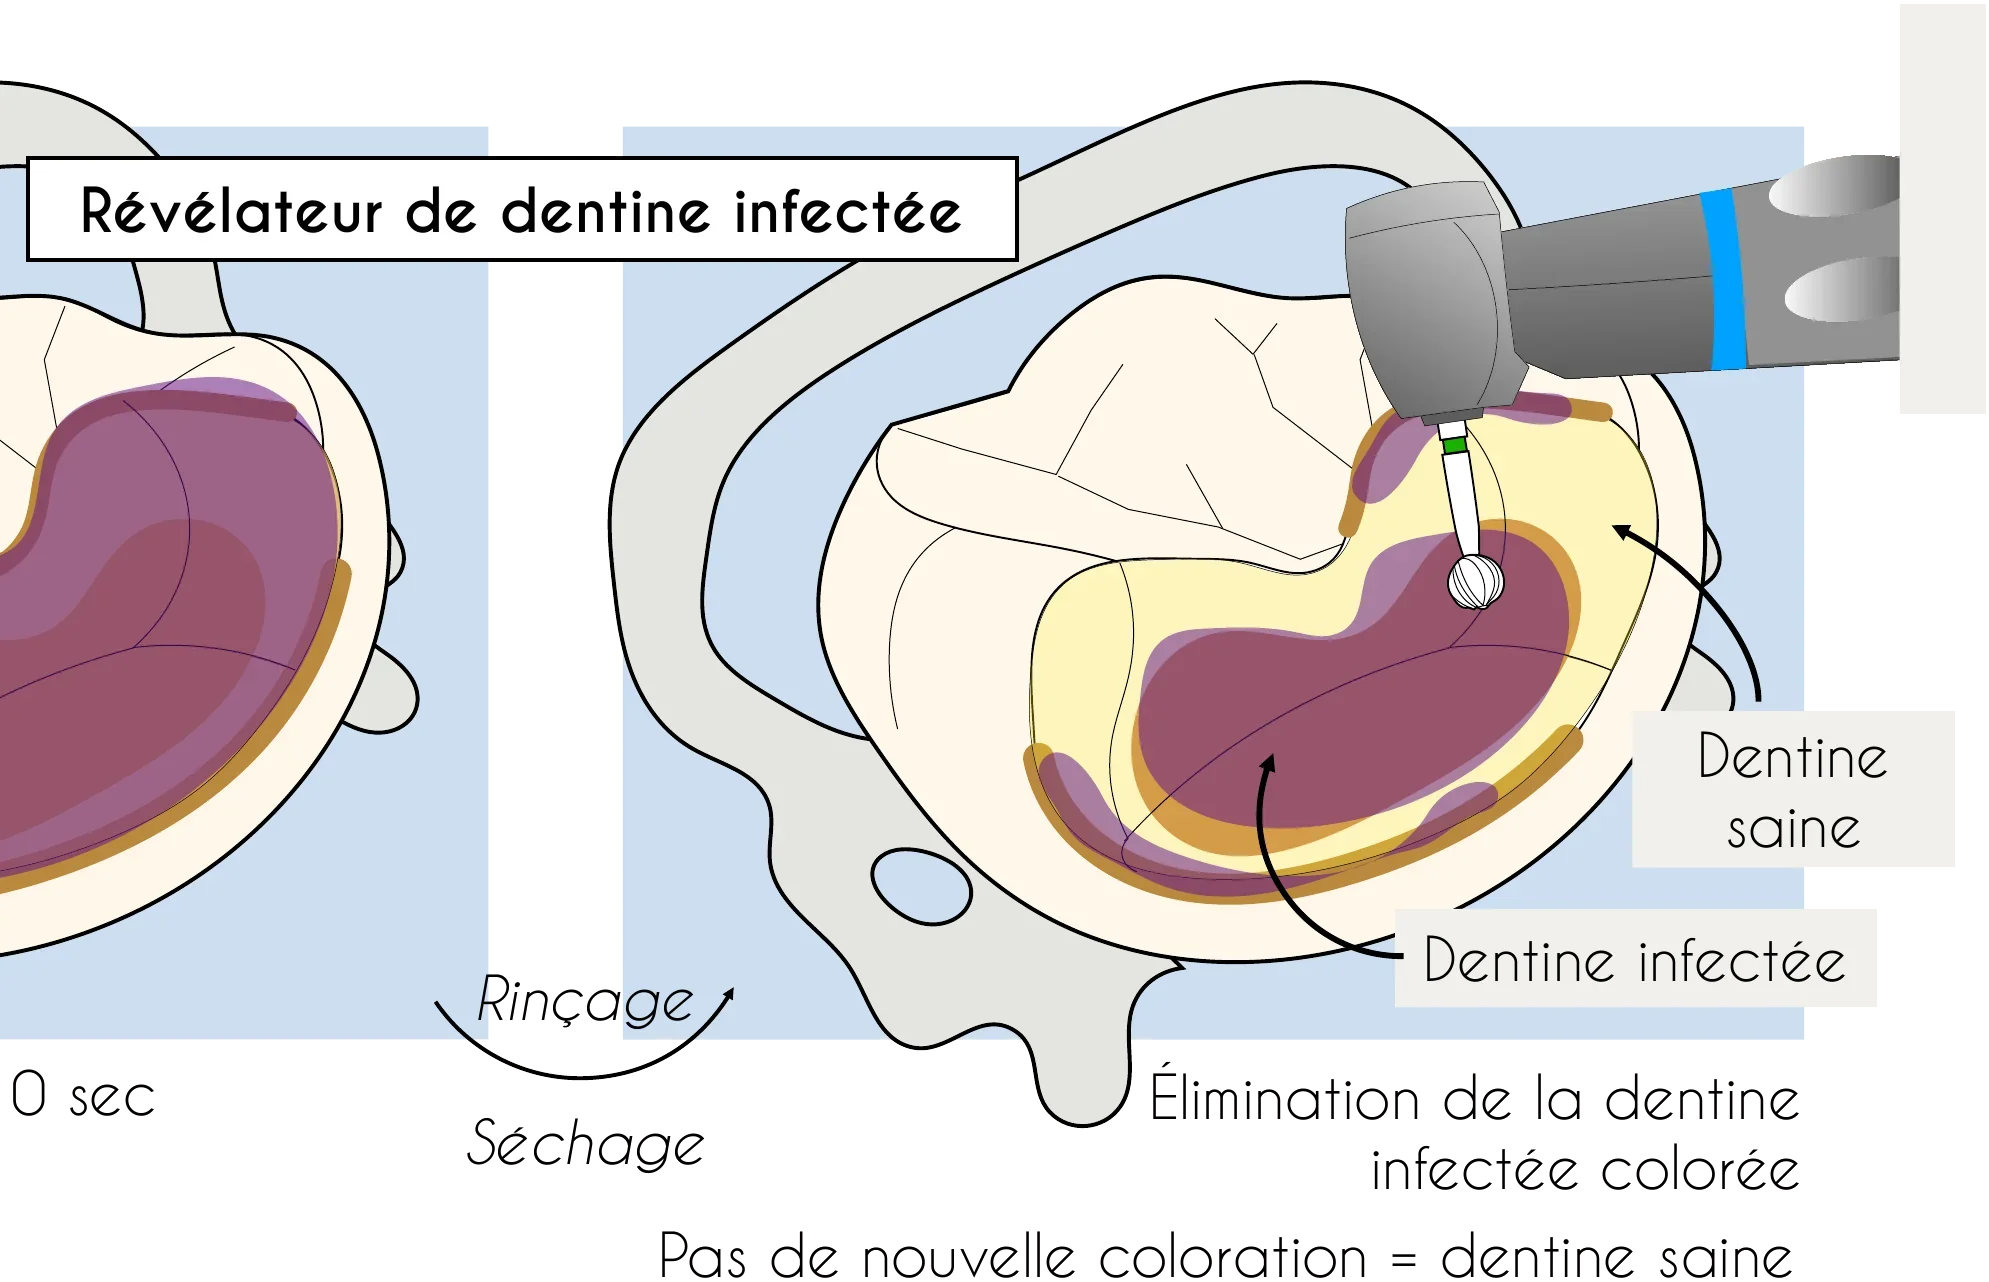 Révélateur de dentine infectée
Dentine
saine
Dentine infectée
Rinçage
0 sec
Séchage
Élimination de la dentine
infectée colorée
Pas de nouvelle coloration = dentine saine